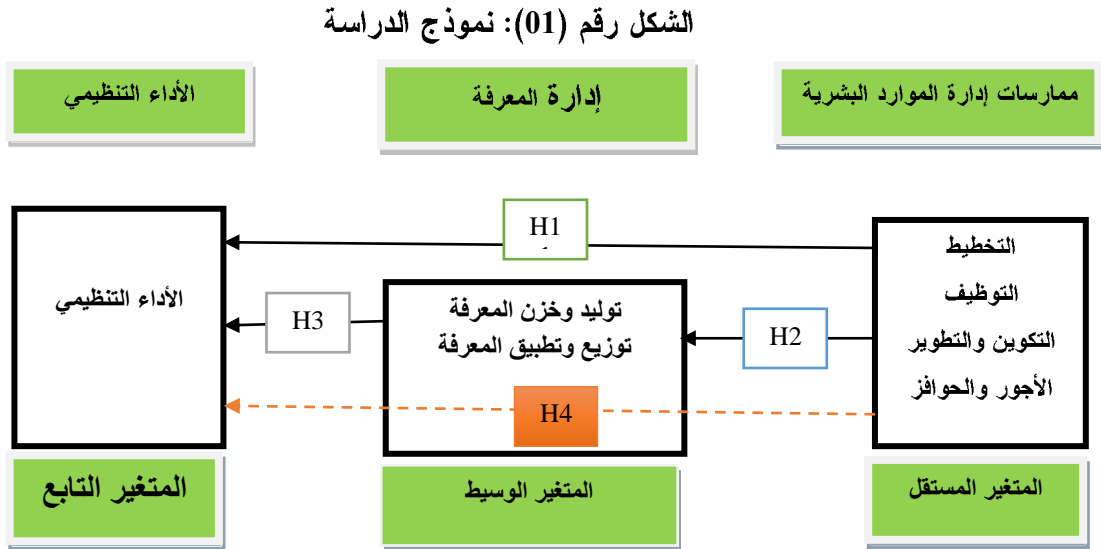 الشكل رقم (01): نموذج الدراسة
ممارسات إدارة الموارد البشرية
إدارة المعرفة
الأداء التنظيمي
H1
التخطيط
التوظيف
التكوين والتطوير
الأجور والحوافز
H2
توليد وخزن المعرفة
توزيع وتطبيق المعرفة
H3
الأداء التنظيمي
H4
المتغير المستقل
المتغير الوسيط
المتغير التابع